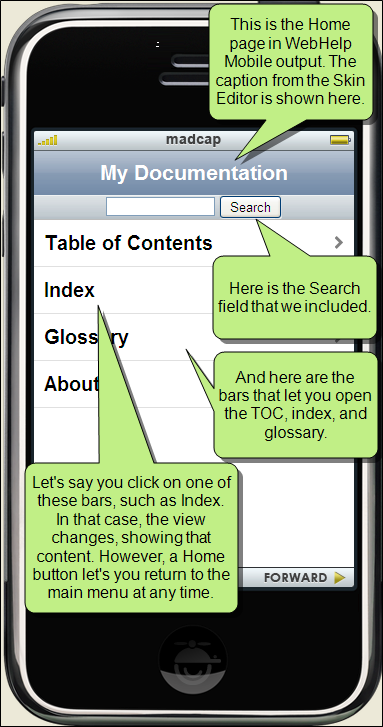 This is the Home
page in WebHelp
Mobile output. The
caption from the Skin
Editor is shown here.
madcap
My Documentation
Search
Table of Contents
Here is the Search
field that we included.
Index
Glossary
And here are the
bars that let you open
the TOC, index, and
glossary.
About
Let's say you click on one of
these bars, such as Index.
In that case, the view
changes, showing that
content. However, a Home
button let's you return to the
main menu at any time.
FORWARD